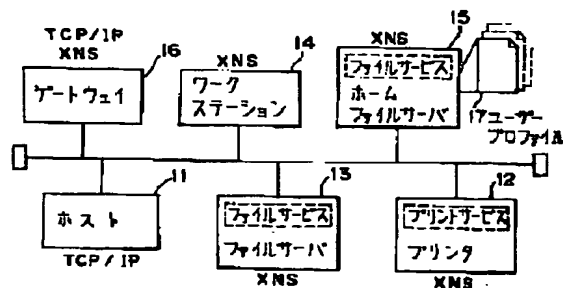 TCP/IP
XNS
16
ゲートウェイ
XNS
14
ワーク
ステーション
XNS
15
ファイルサービス
ホーム
ファイルサーバ
17 ユーザー
プロファイル
11
ホスト
TCP/IP
13
ファイルサービス
ファイルサーバ
XNS
12
プリントサービス
プリンタ
XNS